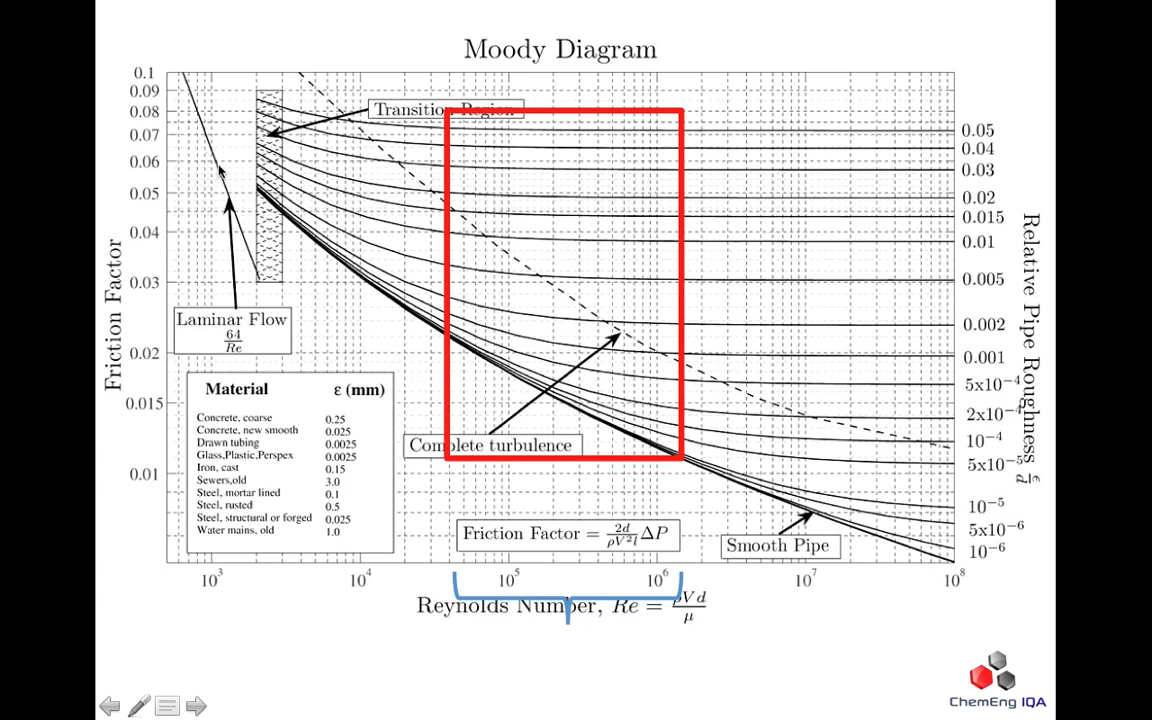 Moody Diagram
0.1
0.09
0.08
0.07
0.06
0.05
0.04
0.03
0.02
0.015
0.01
Friction Factor
Transition Region
Laminar Flow
64
Re
Complete turbulence
Material ε (mm)
Concrete, coarse 0.25
Concrete, new smooth 0.025
Drawn tubing 0.0025
Glass,Plastic,Perspex 0.0025
Iron, cast 0.15
Sewers,old 3.0
Steel, mortar lined 0.1
Steel, rusted 0.5
Steel, structural or forged 0.025
Water mains, old 1.0
Friction Factor = 2d/ρV²l ΔP
Smooth Pipe
0.05
0.04
0.03
0.02
0.015
0.01
0.005
0.002
0.001
5x10⁻⁴
2x10⁻⁴
10⁻⁴
5x10⁻⁵
10⁻⁵
5x10⁻⁶
10⁻⁶
Relative Pipe Roughness ε/d
10³ 10⁴ 10⁵ 10⁶ 10⁷ 10⁸
Reynolds Number, Re = ρVd/μ
ChemEng IQA